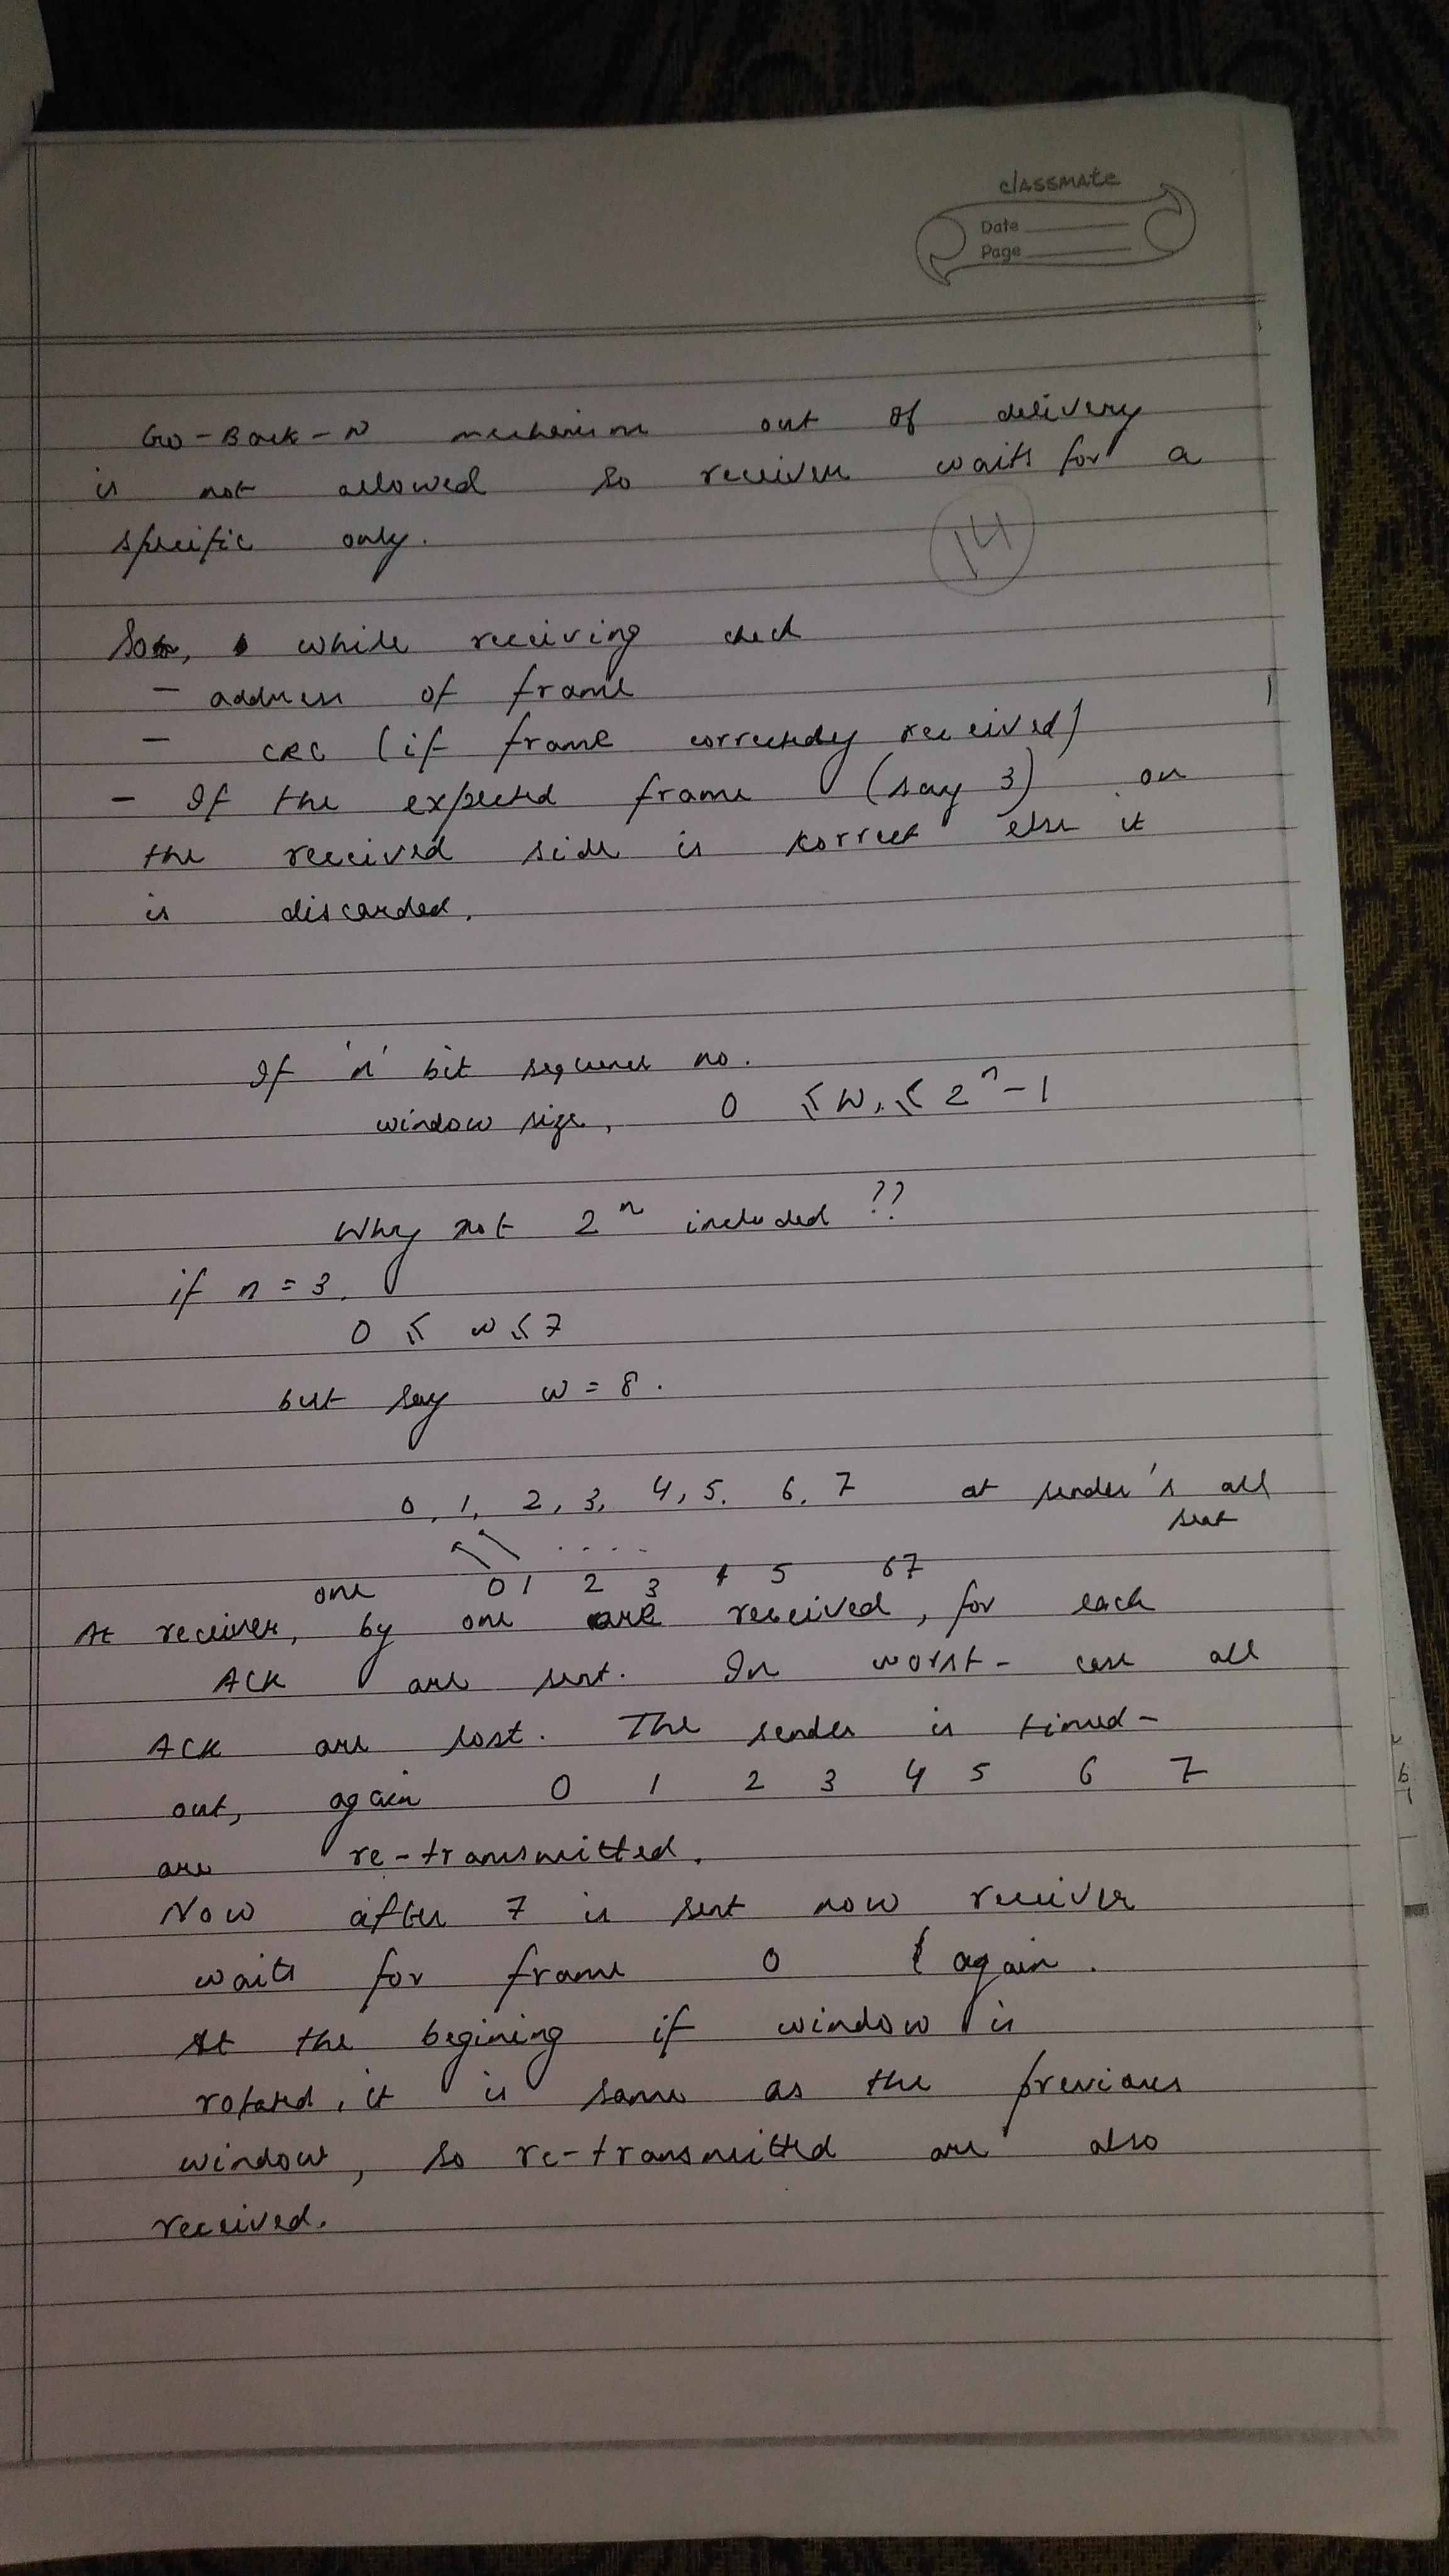 classmate
Date
Page
Go-Back-N mechanism out of delivery
is not allowed so receiver waits for a
specific only.
14
So, while receiving check
- address of frame
- CRC (if frame correctly received)
- If the expected frame (say 3) on
the received side is correct else it
is discarded.
If 'n' bit sequence no.
window size, 0 ≤ W ≤ 2ⁿ-1
Why not 2ⁿ included ??
if n = 3,
0 ≤ w ≤ 7
but say w = 8.
0, 1, 2, 3, 4, 5, 6, 7 at sender's all
sent
0 1 2 3 4 5 6 7
one
At receiver, by one are received, for each
ACK are sent. In worst- case all
ACK are lost. The sender is timed-
out, again 0 1 2 3 4 5 6 7
are re-transmitted.
Now after 7 is sent now receiver
waits for frame 0 again.
At the begining if window is
rotated, it is same as the previous
window, so re-transmitted are also
received.